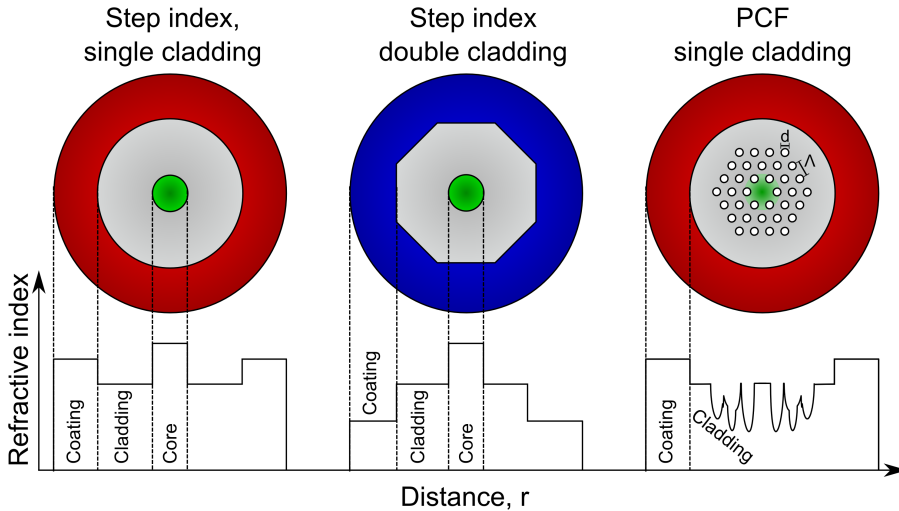 Step index,
single cladding
Step index
double cladding
PCF
single cladding
d
Λ
Refractive index
Coating
Cladding
Core
Coating
Cladding
Core
Coating
Cladding
Distance, r